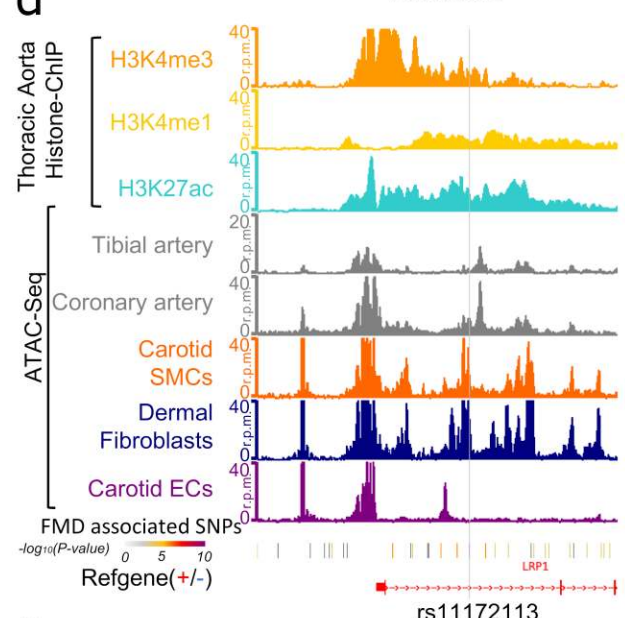 d
Thoracic Aorta
Histone-ChIP
H3K4me3
40
0 r.p.m.
H3K4me1
40
0 r.p.m.
H3K27ac
40
0 r.p.m.
ATAC-Seq
Tibial artery
20
0 r.p.m.
Coronary artery
40
0 r.p.m.
Carotid
SMCs
40
0 r.p.m.
Dermal
Fibroblasts
40
0 r.p.m.
Carotid ECs
40
0 r.p.m.
FMD associated SNPs
-log10(P-value) 0 5 10
Refgene(+/-)
LRP1
rs11172113